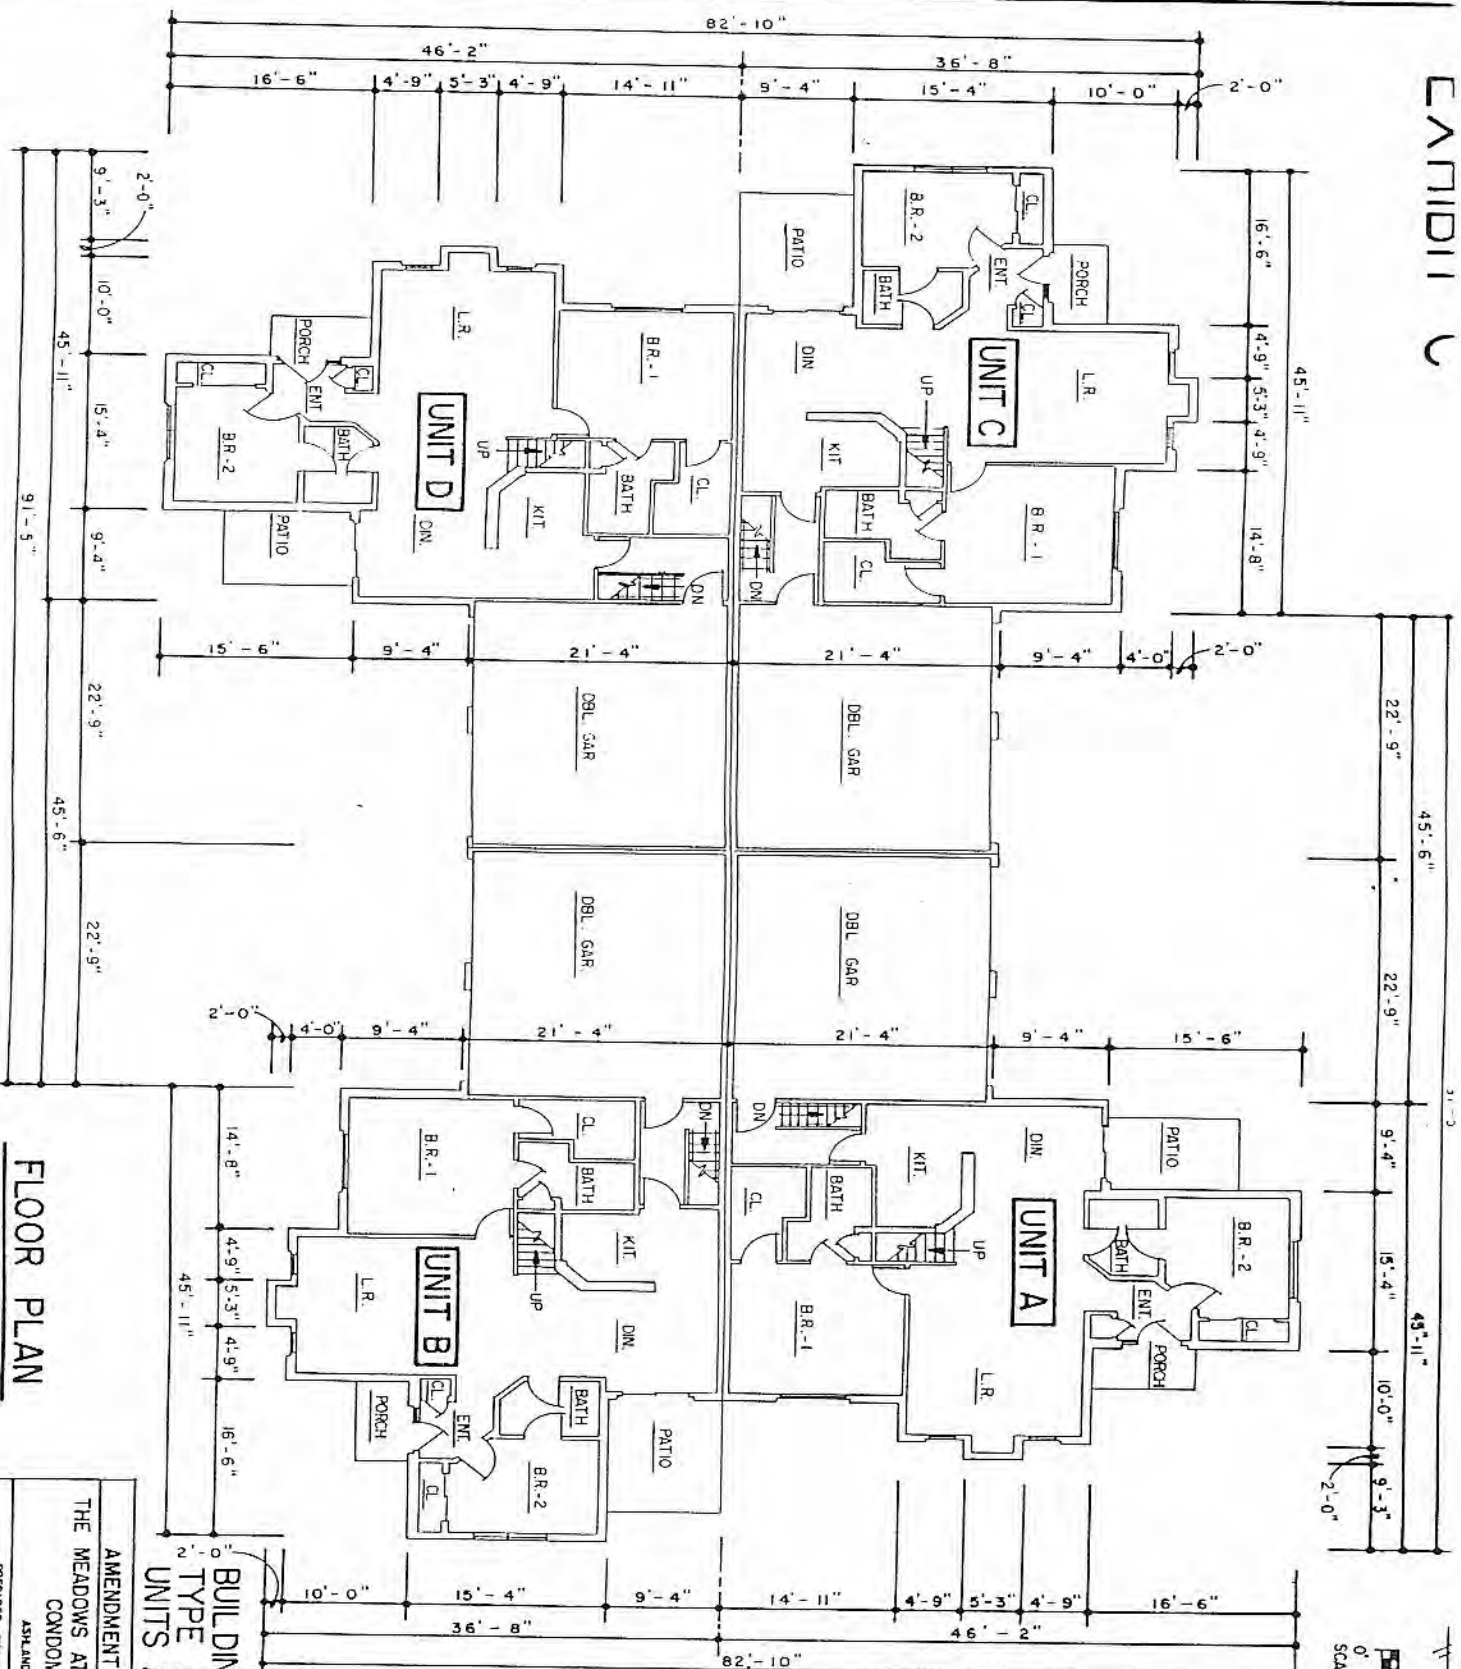 EXHIBIT C
82'-10"
46'-2"
36'-8"
16'-6"
4'-9"
5'-3"
4'-9"
14'-11"
9'-4"
15'-4"
10'-0"
2'-0"
16'-6"
4'-9"
5'-3"
4'-9"
14'-8"
45'-11"
22'-9"
22'-9"
45'-6"
9'-4"
15'-4"
10'-0"
2'-0"
9'-3"
45'-11"
9'-3"
2'-0"
10'-0"
15'-4"
9'-4"
22'-9"
22'-9"
45'-11"
45'-6"
91'-5"
UNIT C
B.R.-2
CL.
ENT.
PORCH
CL.
BATH
PATIO
DIN.
L.R.
UP
KIT.
B.R.-1
BATH
CL.
DN
UNIT D
L.R.
B.R.-1
PORCH
CL.
CL.
ENT.
BATH
B.R.-2
UP
BATH
CL.
KIT.
DIN.
PATIO
DN
15'-6"
9'-4"
21'-4"
21'-4"
9'-4"
4'-0"
2'-0"
DBL. GAR
DBL. GAR
DBL. GAR.
DBL. GAR
2'-0"
4'-0"
9'-4"
21'-4"
21'-4"
9'-4"
15'-6"
UNIT B
B.R.-1
CL.
BATH
DN
KIT.
UP
L.R.
DIN.
CL.
PORCH
ENT.
BATH
CL.
B.R.-2
PATIO
UNIT A
DN
KIT.
DIN.
PATIO
CL.
BATH
UP
BATH
B.R.-2
ENT.
CL.
B.R.-1
L.R.
PORCH
14'-8"
4'-9"
5'-3"
4'-9"
16'-6"
45'-11"
2'-0"
10'-0"
15'-4"
9'-4"
14'-11"
4'-9"
5'-3"
4'-9"
16'-6"
36'-8"
46'-2"
82'-10"
FLOOR PLAN
BUILDIN
TYPE
UNITS
AMENDMENT
THE MEADOWS AT
CONDOM
ASHLAND
0'
SCA